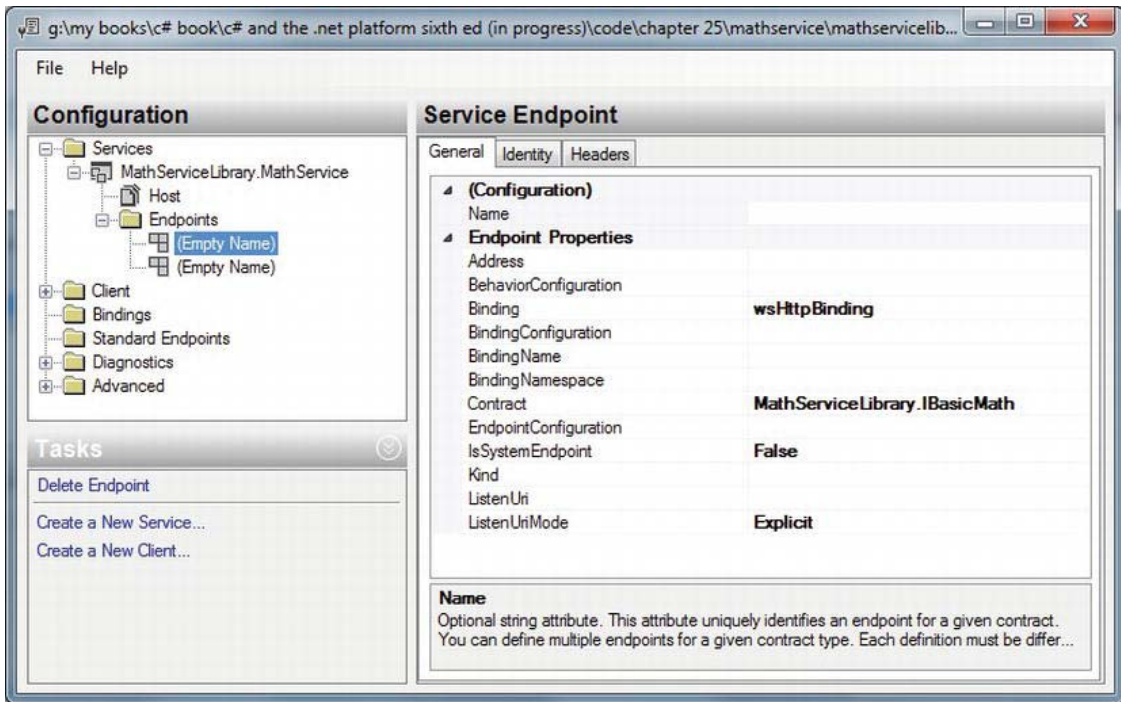 g:\my books\c# book\c# and the .net platform sixth ed (in progress)\code\chapter 25\mathservice\mathservicelib...
File Help
Configuration
Services
MathServiceLibrary.MathService
Host
Endpoints
(Empty Name)
(Empty Name)
Client
Bindings
Standard Endpoints
Diagnostics
Advanced
Tasks
Delete Endpoint
Create a New Service...
Create a New Client...
Service Endpoint
General Identity Headers
(Configuration)
Name
Endpoint Properties
Address
BehaviorConfiguration
Binding wsHttpBinding
BindingConfiguration
BindingName
BindingNamespace
Contract MathServiceLibrary.IBasicMath
EndpointConfiguration
IsSystemEndpoint False
Kind
ListenUri
ListenUriMode Explicit
Name
Optional string attribute. This attribute uniquely identifies an endpoint for a given contract.
You can define multiple endpoints for a given contract type. Each definition must be differ...